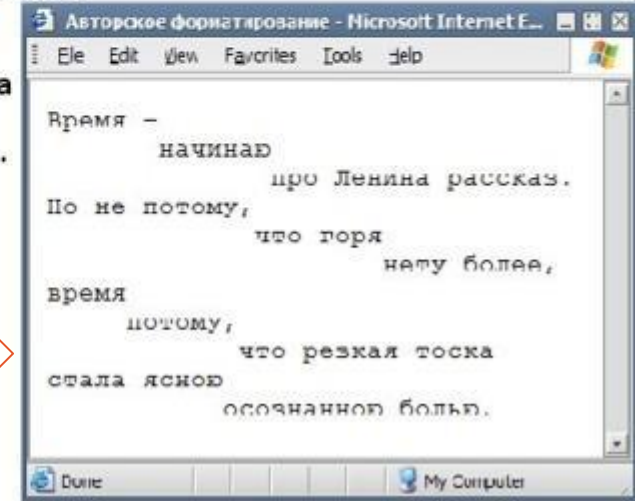 Авторское форматирование - Microsoft Internet E...
File Edit View Favorites Tools Help
а
.
Время –
начинаю
про Ленина рассказ.
Но не потому,
что горя
нету более,
время
потому,
что резкая тоска
стала ясною
осознанною болью.
Done
My Computer